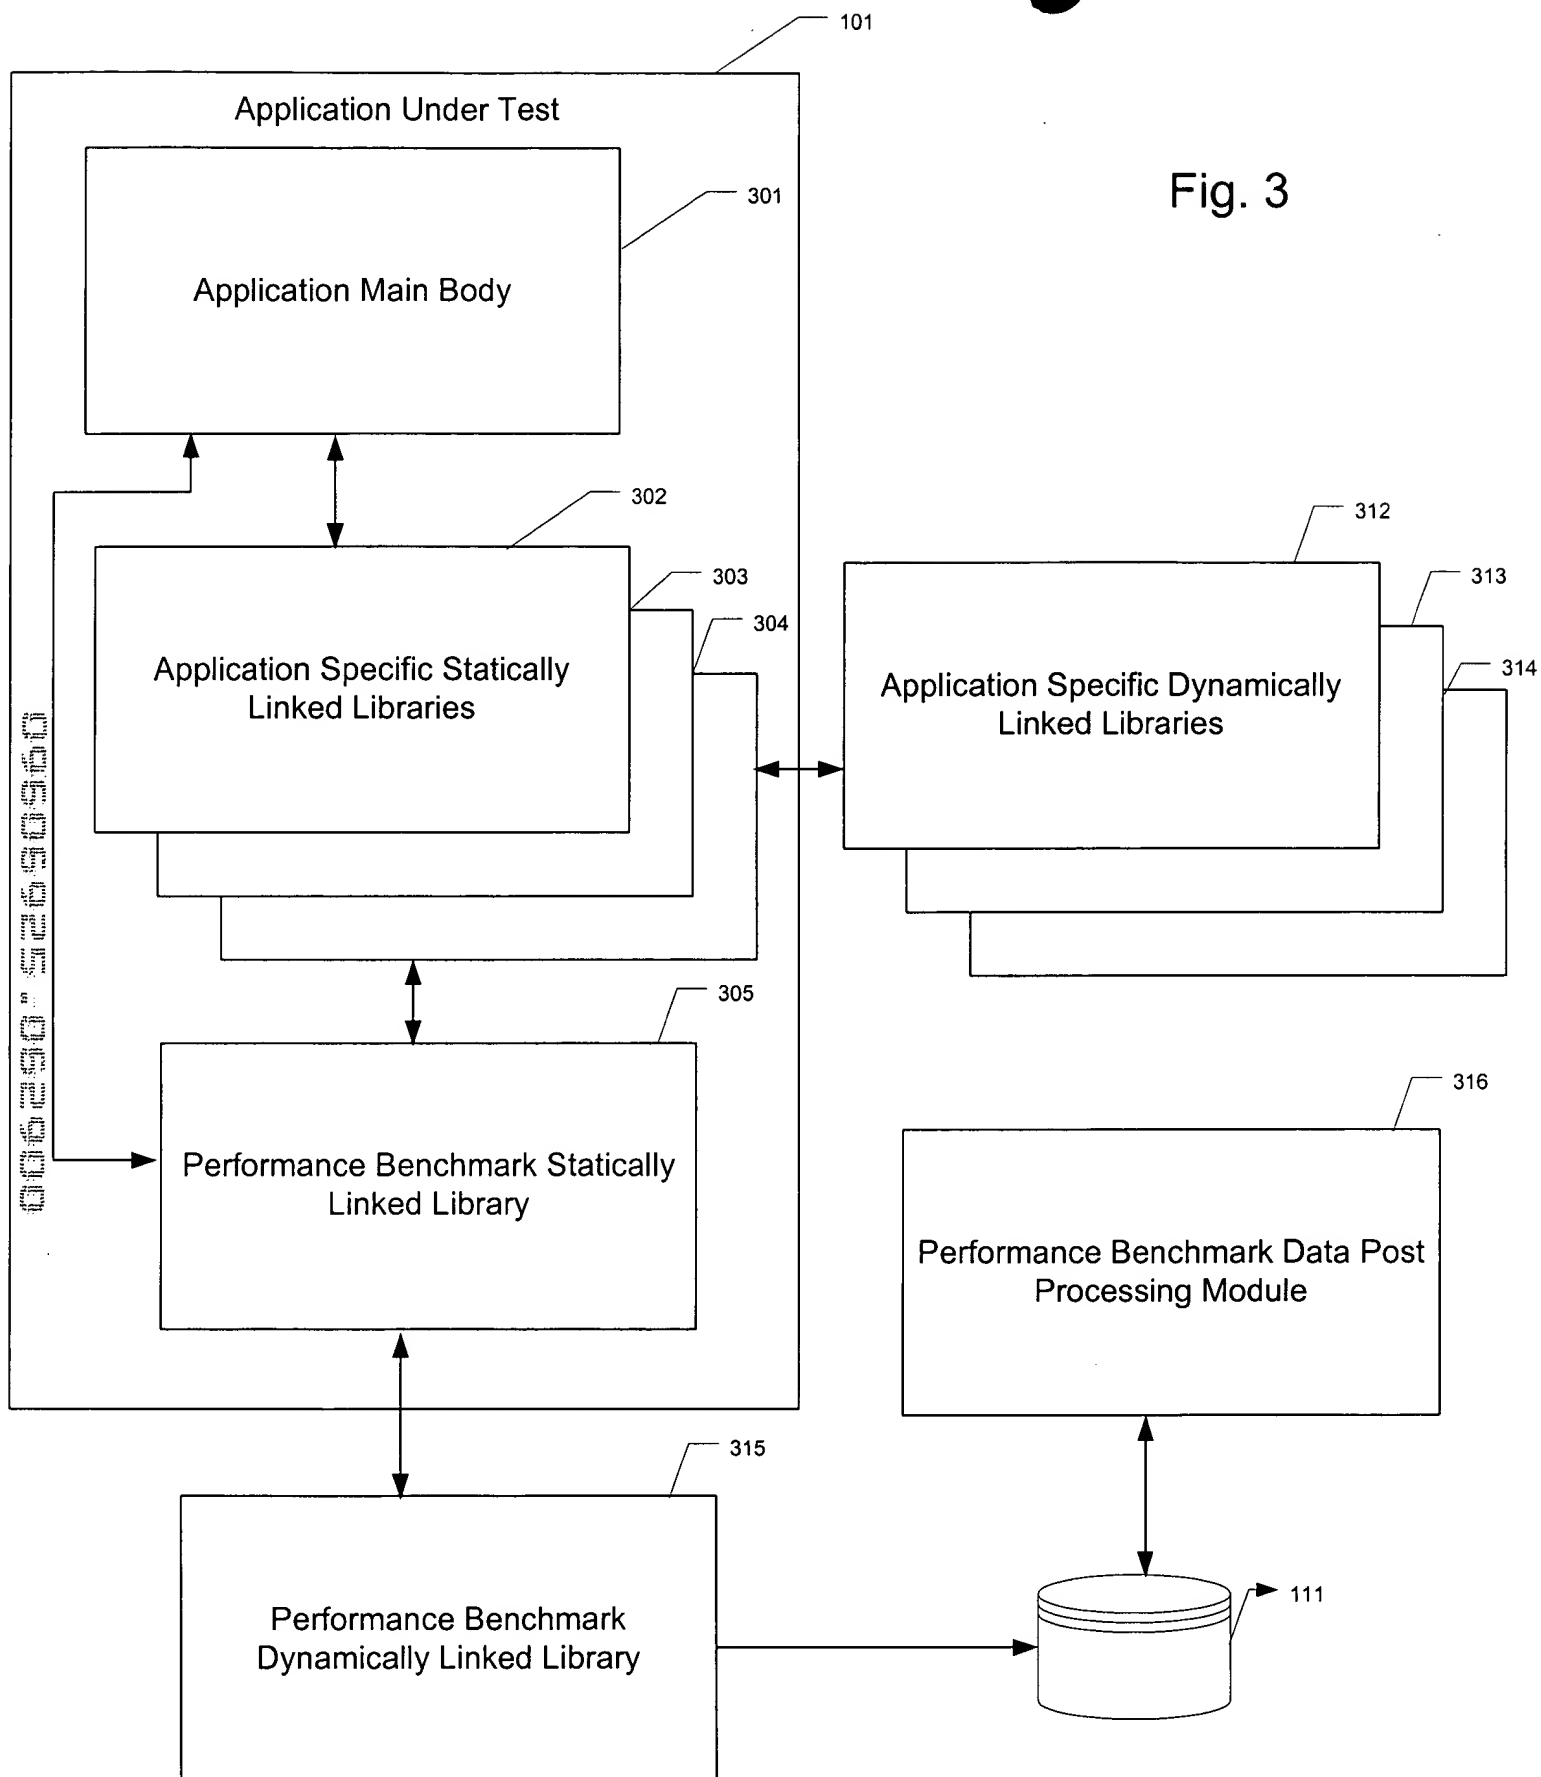 101
Application Under Test
Fig. 3
301
Application Main Body
302
312
303
313
304
314
Application Specific Statically
Linked Libraries
Application Specific Dynamically
Linked Libraries
305
316
Performance Benchmark Statically
Linked Library
Performance Benchmark Data Post
Processing Module
315
111
Performance Benchmark
Dynamically Linked Library